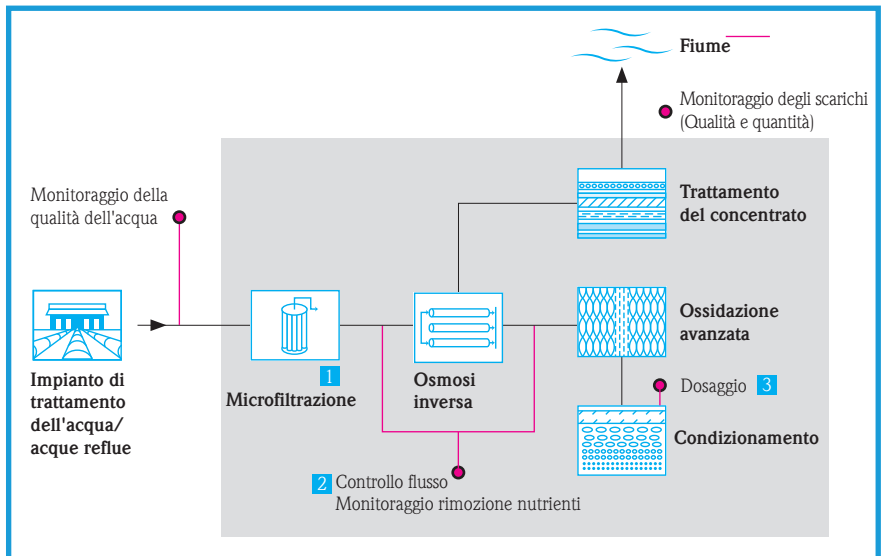 Fiume
Monitoraggio degli scarichi
(Qualità e quantità)
Monitoraggio della
qualità dell'acqua
Trattamento
del concentrato
Ossidazione
avanzata
Impianto di
trattamento
dell'acqua/
acque reflue
1
Microfiltrazione
Osmosi
inversa
Dosaggio 3
Condizionamento
2 Controllo flusso
Monitoraggio rimozione nutrienti